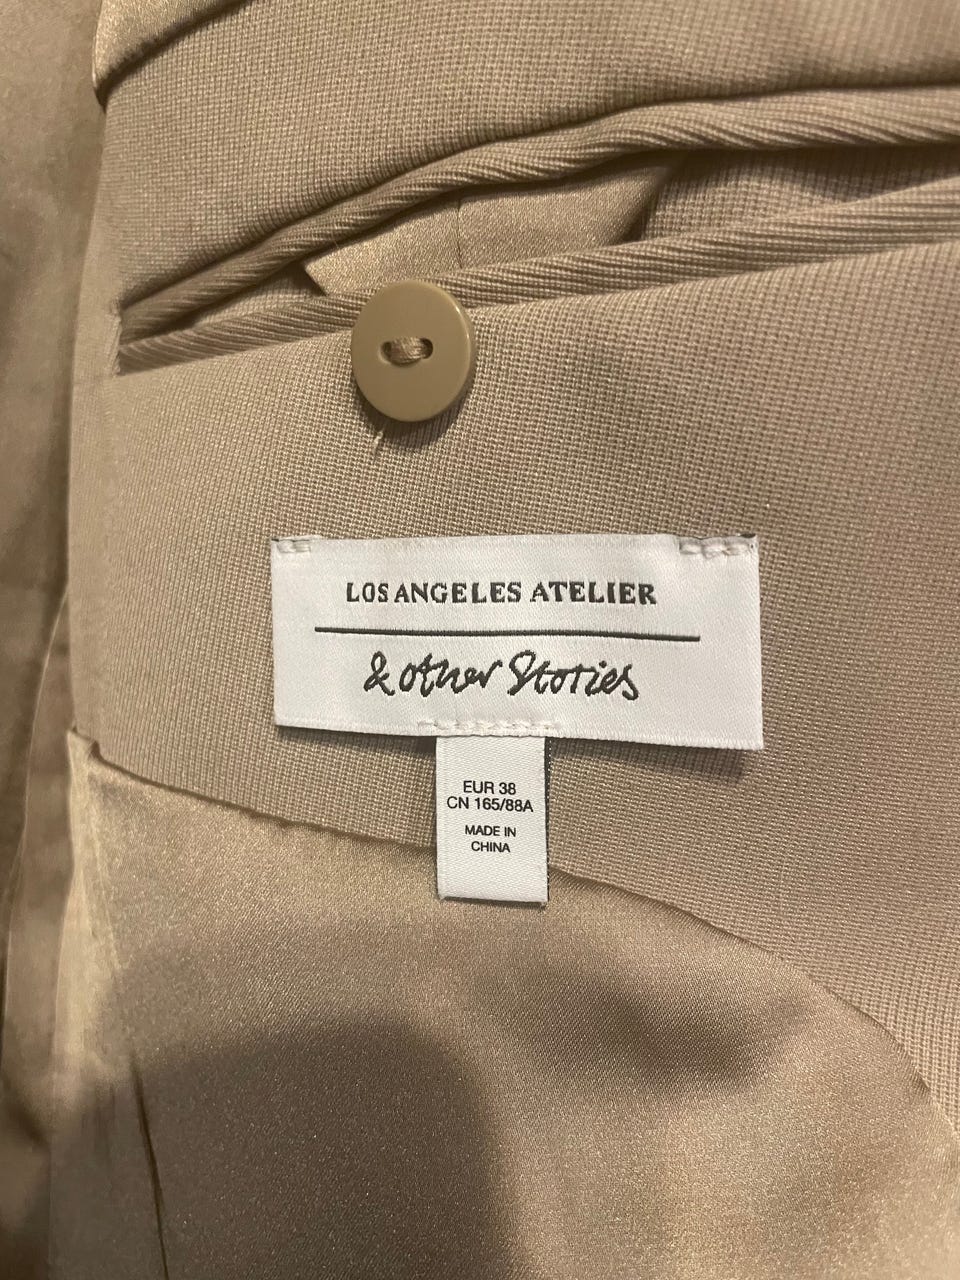 LOS ANGELES ATELIER
& other Stories
EUR 38
CN 165/88A
MADE IN
CHINA